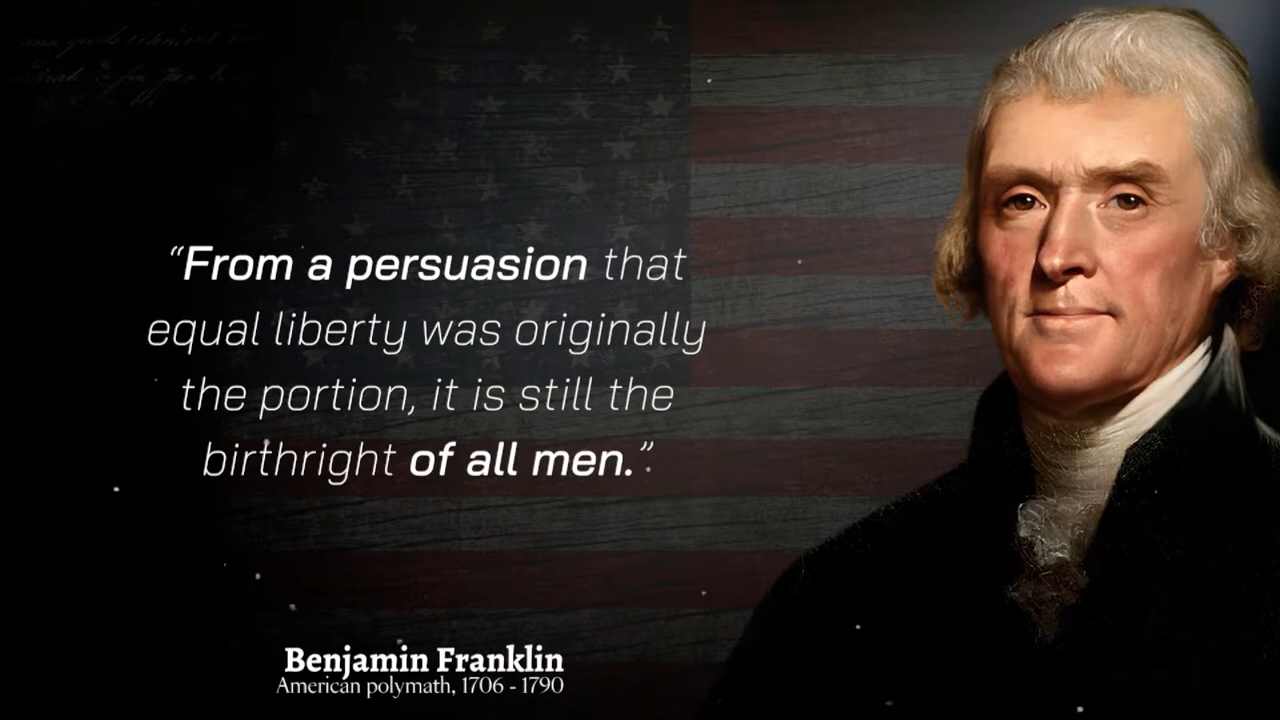 “From a persuasion that
equal liberty was originally
the portion, it is still the
birthright of all men.”
Benjamin Franklin
American polymath, 1706 - 1790